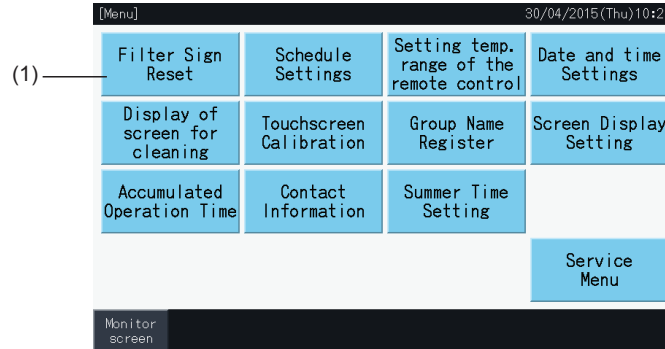 [Menu]
30/04/2015(Thu)10:2
(1)
Filter Sign
Reset
Schedule
Settings
Setting temp.
range of the
remote control
Date and time
Settings
Display of
screen for
cleaning
Touchscreen
Calibration
Group Name
Register
Screen Display
Setting
Accumulated
Operation Time
Contact
Information
Summer Time
Setting
Service
Menu
Monitor
screen